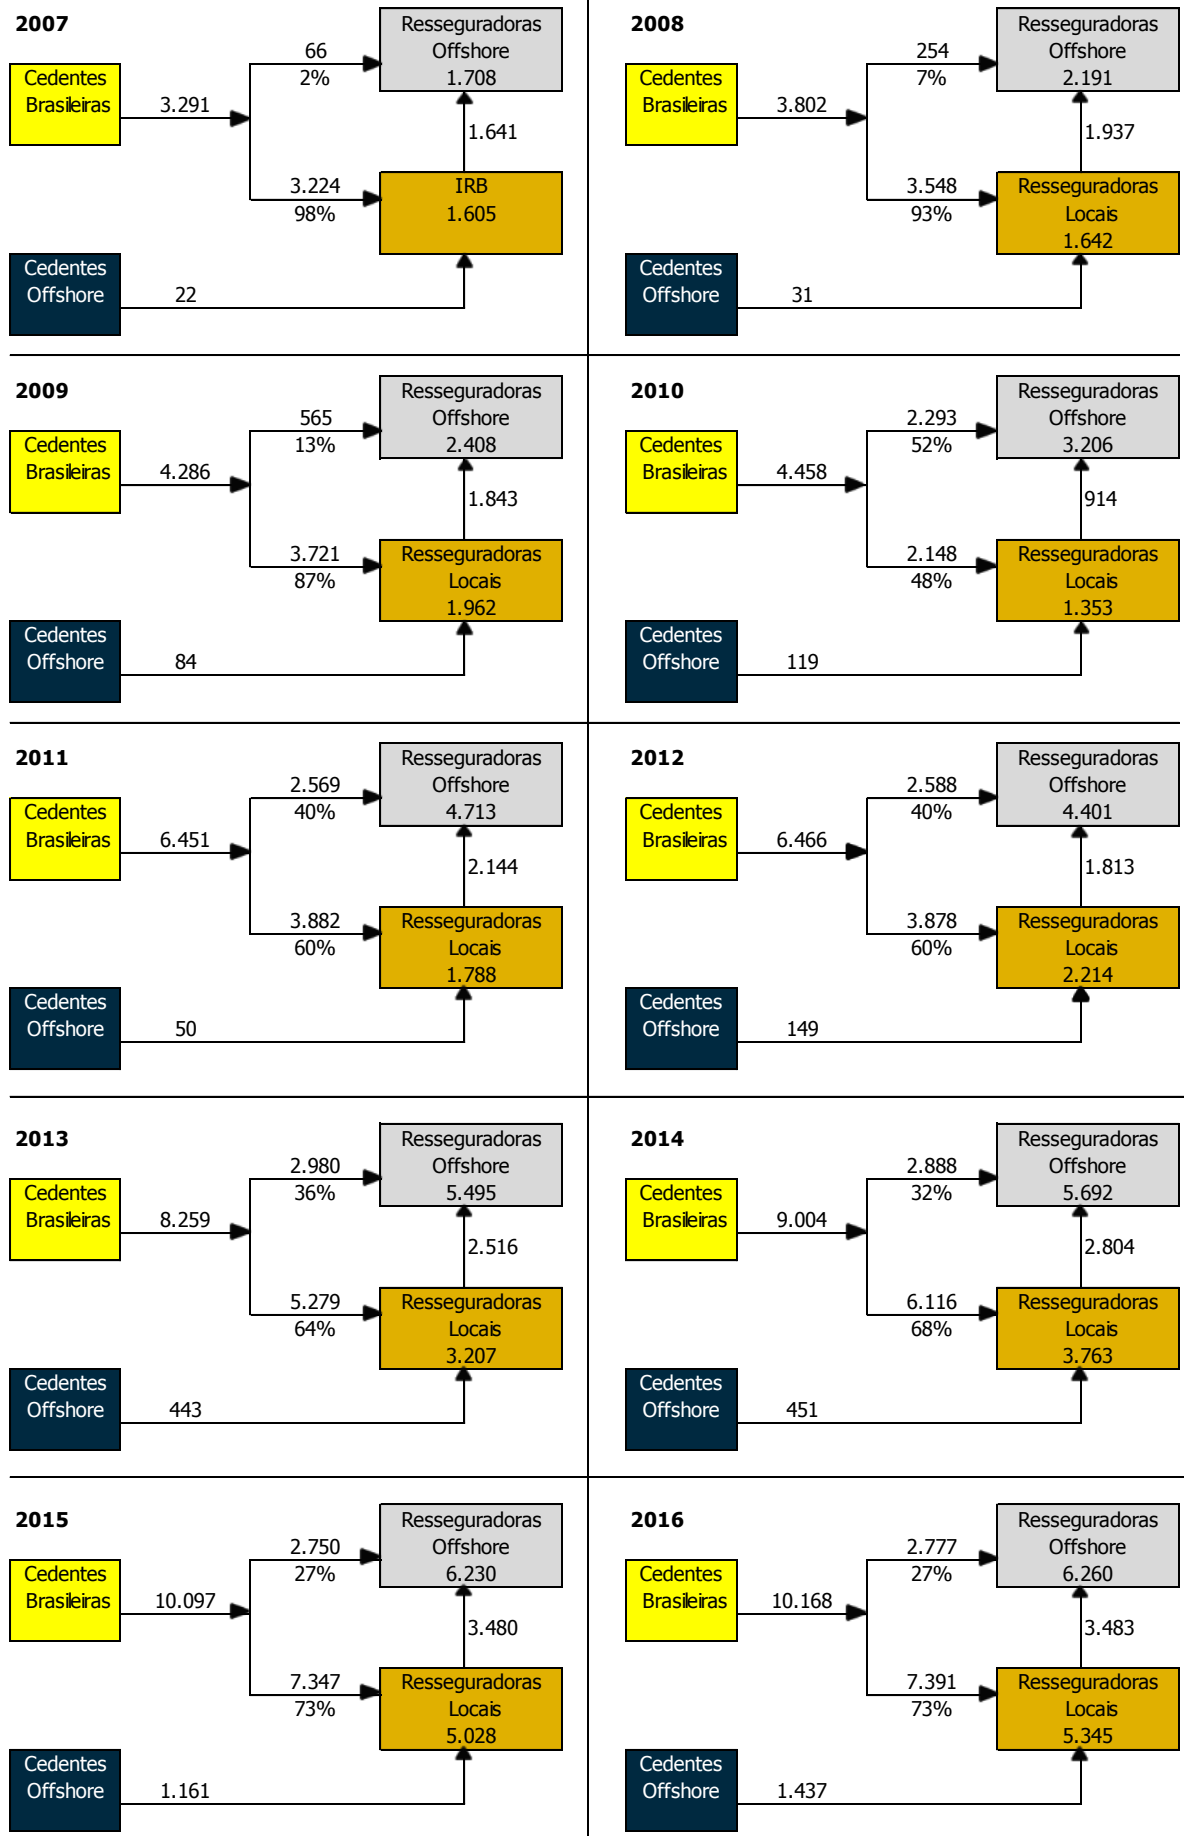 2007
Resseguradoras
Offshore
1.708
66
2%
Cedentes
Brasileiras
3.291
1.641
3.224
98%
IRB
1.605
Cedentes
Offshore
22
2008
Resseguradoras
Offshore
2.191
254
7%
Cedentes
Brasileiras
3.802
1.937
3.548
93%
Resseguradoras
Locais
1.642
Cedentes
Offshore
31
2009
Resseguradoras
Offshore
2.408
565
13%
Cedentes
Brasileiras
4.286
1.843
3.721
87%
Resseguradoras
Locais
1.962
Cedentes
Offshore
84
2010
Resseguradoras
Offshore
3.206
2.293
52%
Cedentes
Brasileiras
4.458
914
2.148
48%
Resseguradoras
Locais
1.353
Cedentes
Offshore
119
2011
Resseguradoras
Offshore
4.713
2.569
40%
Cedentes
Brasileiras
6.451
2.144
3.882
60%
Resseguradoras
Locais
1.788
Cedentes
Offshore
50
2012
Resseguradoras
Offshore
4.401
2.588
40%
Cedentes
Brasileiras
6.466
1.813
3.878
60%
Resseguradoras
Locais
2.214
Cedentes
Offshore
149
2013
Resseguradoras
Offshore
5.495
2.980
36%
Cedentes
Brasileiras
8.259
2.516
5.279
64%
Resseguradoras
Locais
3.207
Cedentes
Offshore
443
2014
Resseguradoras
Offshore
5.692
2.888
32%
Cedentes
Brasileiras
9.004
2.804
6.116
68%
Resseguradoras
Locais
3.763
Cedentes
Offshore
451
2015
Resseguradoras
Offshore
6.230
2.750
27%
Cedentes
Brasileiras
10.097
3.480
7.347
73%
Resseguradoras
Locais
5.028
Cedentes
Offshore
1.161
2016
Resseguradoras
Offshore
6.260
2.777
27%
Cedentes
Brasileiras
10.168
3.483
7.391
73%
Resseguradoras
Locais
5.345
Cedentes
Offshore
1.437